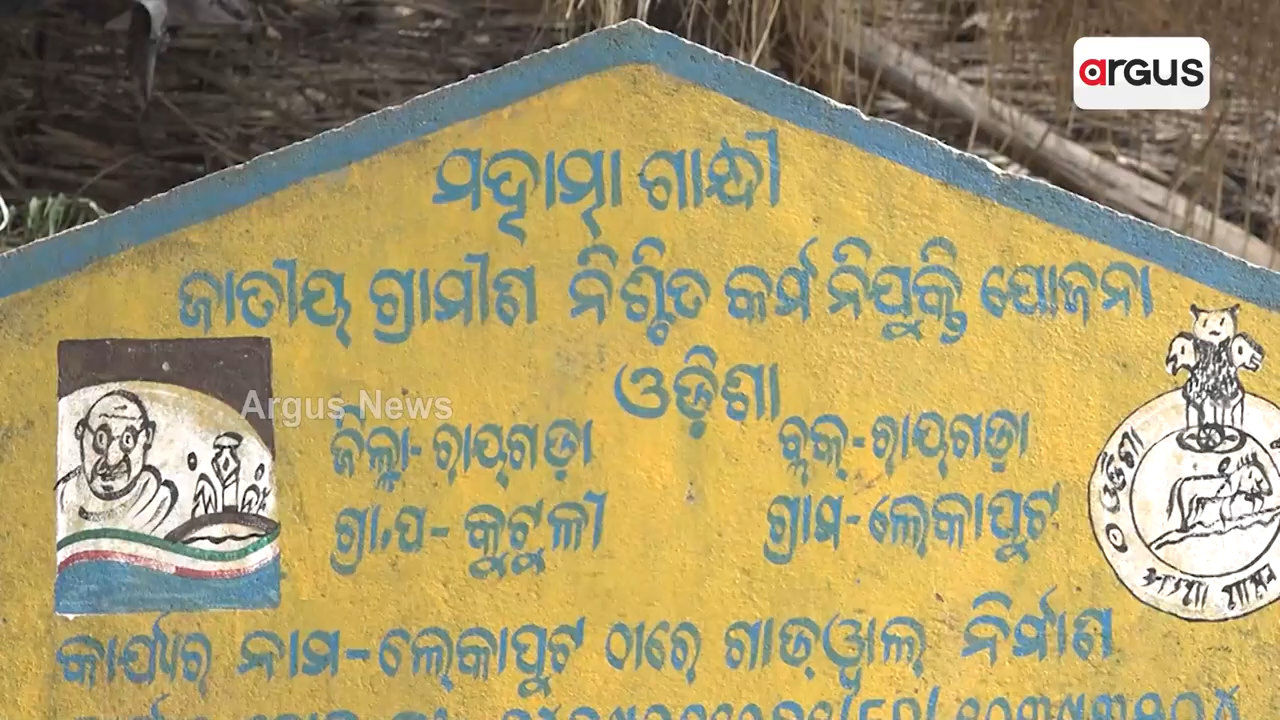 argus
ମହାତ୍ମା ଗାନ୍ଧୀ
ଜାତୀୟ ଗ୍ରାମୀଣ ନିଶ୍ଚିତ କର୍ମ ନିଯୁକ୍ତି ଯୋଜନା
ଓଡ଼ିଶା
Argus News
ଜିଲ୍ଲା- ରାୟଗଡ଼ା ବ୍ଲକ୍-ରାୟଗଡ଼ା
ଗ୍ରା.ପ- କୁଟୁଳୀ ଗ୍ରାମ-ଲେକାପୁଟ
କାର୍ଯ୍ୟର ନାମ-ଲେକାପୁଟ ଠାରେ ଗାଡ଼ୱାଲ୍ ନିର୍ମାଣ